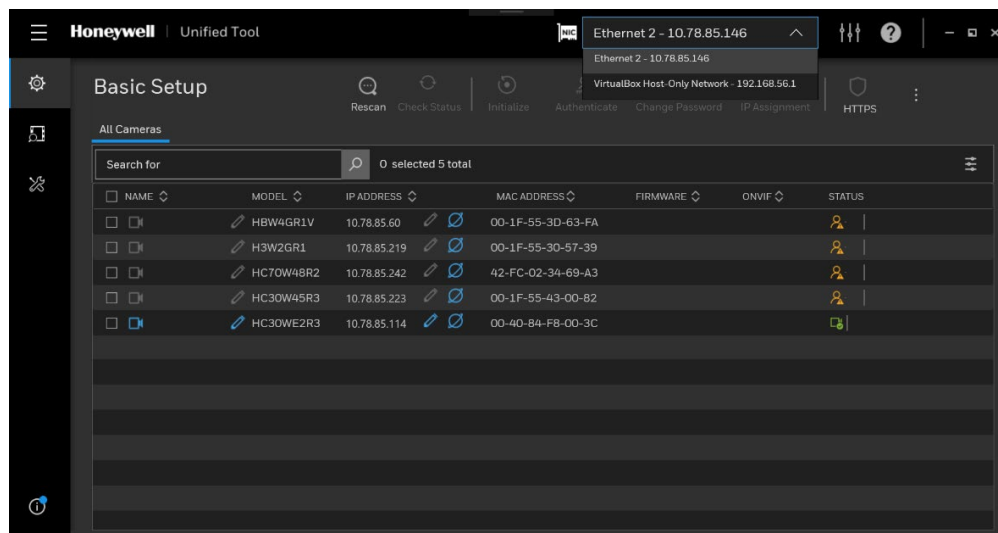 Honeywell | Unified Tool
NIC
Ethernet 2 - 10.78.85.146
Ethernet 2 - 10.78.85.146
VirtualBox Host-Only Network - 192.168.56.1
Basic Setup
Rescan Check Status Initialize Authenticate Change Password IP Assignment HTTPS
All Cameras
Search for
0 selected 5 total
NAME MODEL IP ADDRESS MAC ADDRESS FIRMWARE ONVIF STATUS
HBW4GR1V 10.78.85.60 00-1F-55-3D-63-FA
H3W2GR1 10.78.85.219 00-1F-55-30-57-39
HC70W48R2 10.78.85.242 42-FC-02-34-69-A3
HC30W45R3 10.78.85.223 00-1F-55-43-00-82
HC30WE2R3 10.78.85.114 00-40-84-F8-00-3C